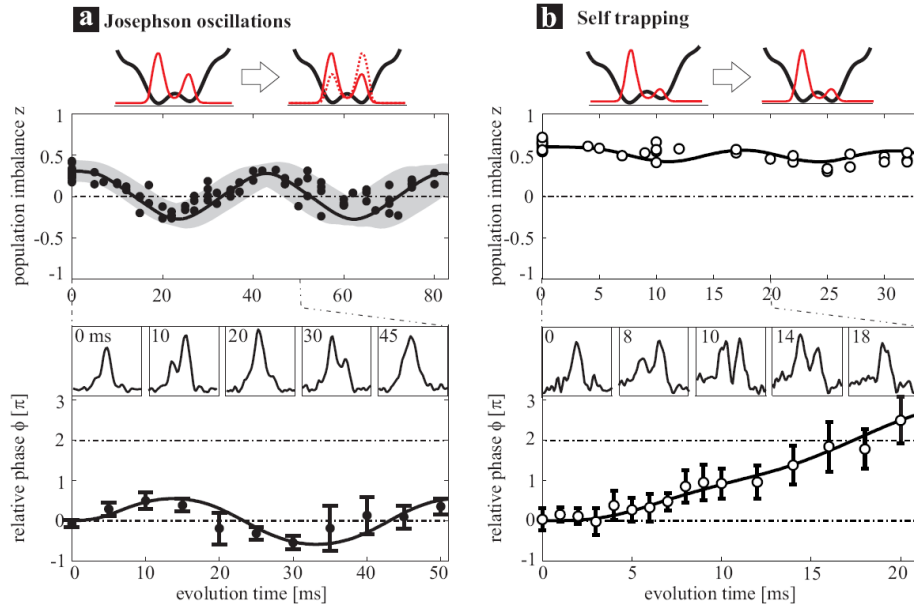 a Josephson oscillations
population imbalance z
1
0.5
0
-0.5
-1
0 20 40 60 80
0 ms 10 20 30 45
relative phase ϕ [π]
3
2
1
0
-1
0 10 20 30 40 50
evolution time [ms]
b Self trapping
population imbalance z
1
0.5
0
-0.5
-1
0 5 10 15 20 25 30
0 8 10 14 18
relative phase ϕ [π]
3
2
1
0
-1
0 5 10 15 20
evolution time [ms]